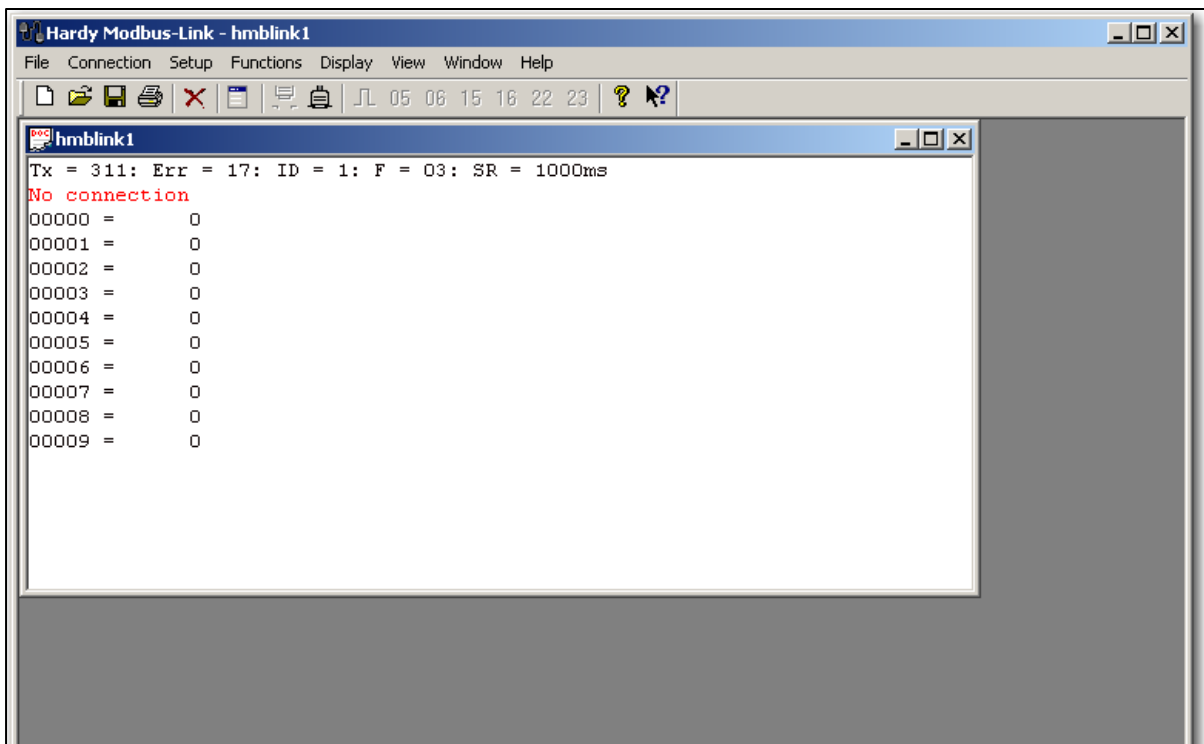 Hardy Modbus-Link - hmblink1
File Connection Setup Functions Display View Window Help
05 06 15 16 22 23
hmblink1
Tx = 311: Err = 17: ID = 1: F = 03: SR = 1000ms
No connection
00000 = 0
00001 = 0
00002 = 0
00003 = 0
00004 = 0
00005 = 0
00006 = 0
00007 = 0
00008 = 0
00009 = 0